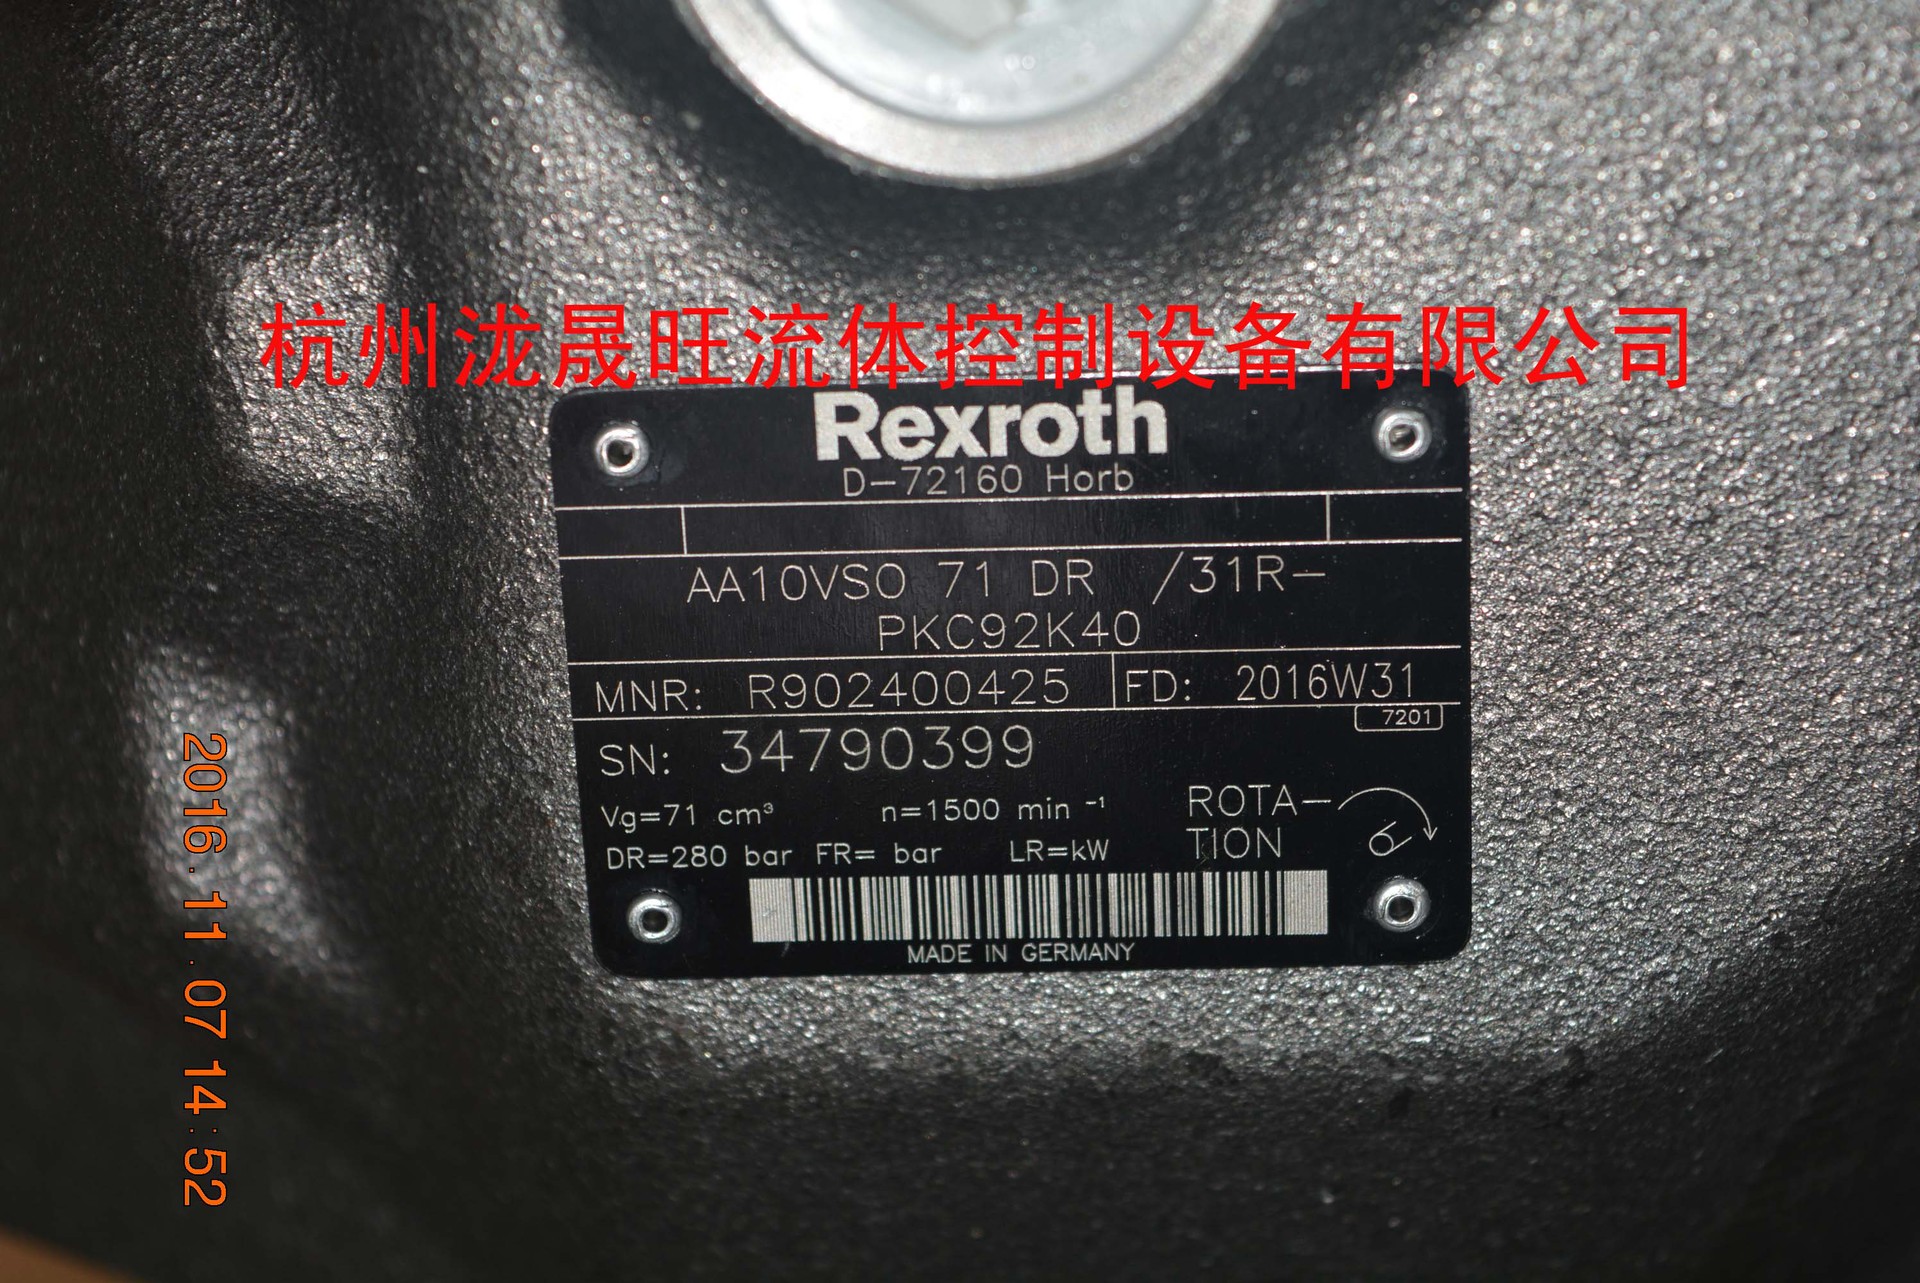 杭州泷晟旺流体控制设备有限公司
Rexroth
D-72160 Horb
AA10VSO 71 DR /31R-
PKC92K40
MNR: R902400425 FD: 2016W31
7201
SN: 34790399
Vg=71 cm³ n=1500 min⁻¹
DR=280 bar FR= bar LR=kW
ROTA-
TION
MADE IN GERMANY
2016.11.07 14:52